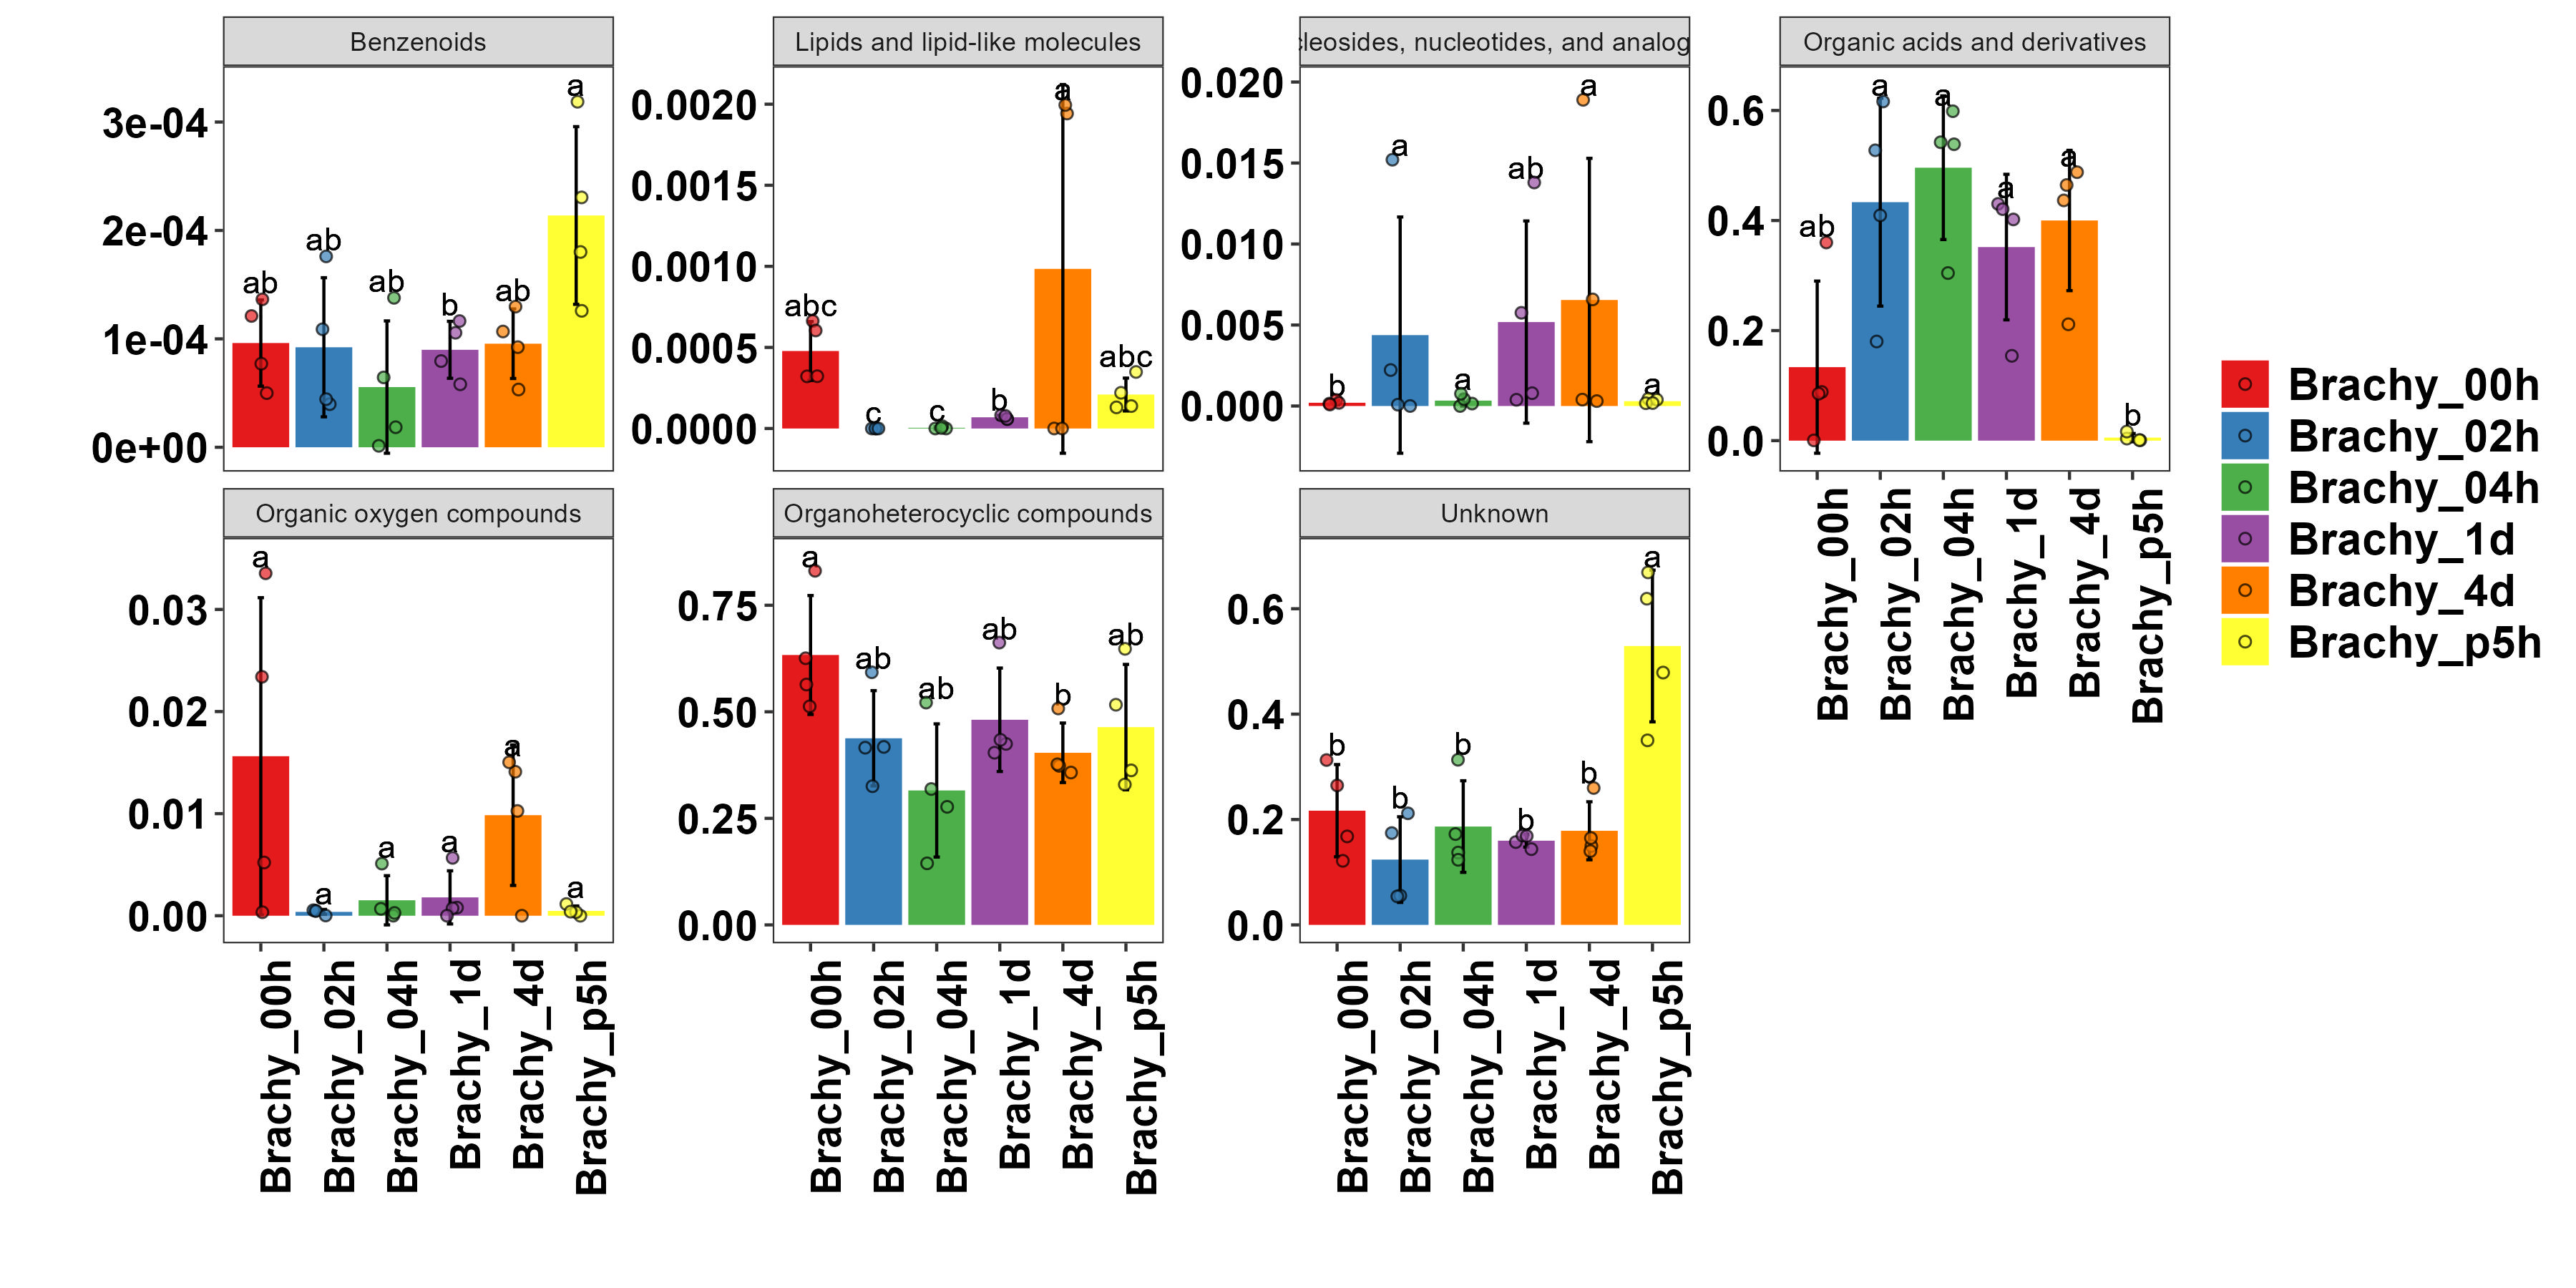 Benzenoids
Lipids and lipid-like molecules
cleosides, nucleotides, and analog
Organic acids and derivatives
3e-04
2e-04
1e-04
0e+00
ab
ab
ab
b
ab
a
0.0020
0.0015
0.0010
0.0005
0.0000
abc
c
c
b
a
abc
0.020
0.015
0.010
0.005
0.000
b
a
a
ab
a
a
0.6
0.4
0.2
0.0
ab
a
a
a
a
b
Brachy_00h
Brachy_02h
Brachy_04h
Brachy_1d
Brachy_4d
Brachy_p5h
Brachy_00h
Brachy_02h
Brachy_04h
Brachy_1d
Brachy_4d
Brachy_p5h
Organic oxygen compounds
Organoheterocyclic compounds
Unknown
0.03
0.02
0.01
0.00
a
a
a
a
a
a
0.75
0.50
0.25
0.00
a
ab
ab
ab
b
ab
0.6
0.4
0.2
0.0
b
b
b
b
b
a
Brachy_00h
Brachy_02h
Brachy_04h
Brachy_1d
Brachy_4d
Brachy_p5h
Brachy_00h
Brachy_02h
Brachy_04h
Brachy_1d
Brachy_4d
Brachy_p5h
Brachy_00h
Brachy_02h
Brachy_04h
Brachy_1d
Brachy_4d
Brachy_p5h